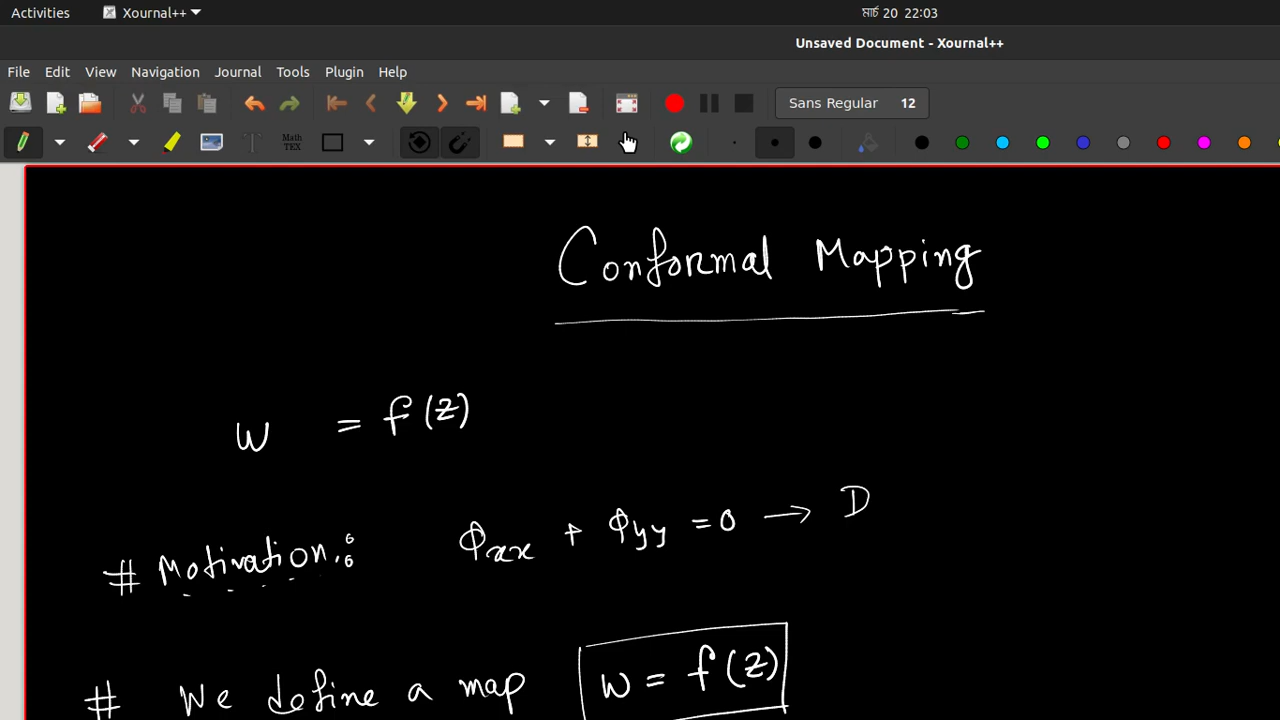 Activities Xournal++ মার্চ 20 22:03
Unsaved Document - Xournal++
File Edit View Navigation Journal Tools Plugin Help
Sans Regular 12
Math TEX
Conformal Mapping
w = f(z)
# Motivation: ϕxx + ϕyy = 0 → D
# We define a map w = f(z)